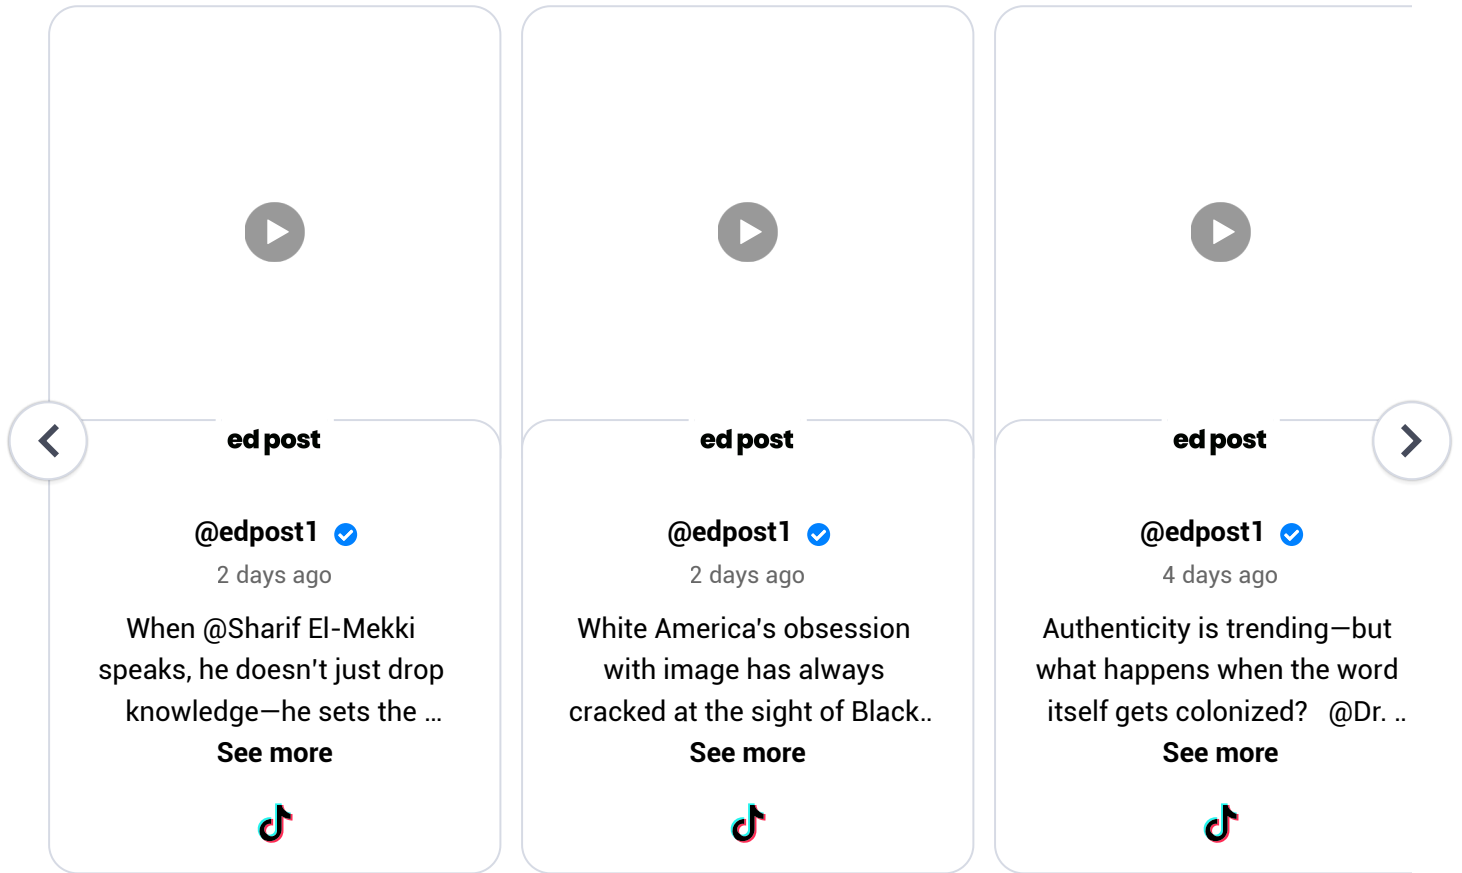 ed post
@edpost1
2 days ago
When @Sharif El-Mekki
speaks, he doesn't just drop
knowledge—he sets the ...
See more
ed post
@edpost1
2 days ago
White America's obsession
with image has always
cracked at the sight of Black..
See more
ed post
@edpost1
4 days ago
Authenticity is trending—but
what happens when the word
itself gets colonized? @Dr. ..
See more